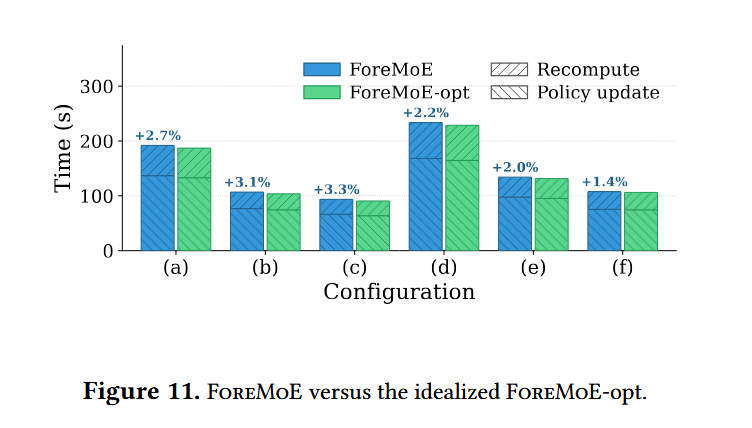 ForeMoE
ForeMoE-opt
Recompute
Policy update
Time (s)
300
200
100
0
+2.7%
+3.1%
+3.3%
+2.2%
+2.0%
+1.4%
(a)
(b)
(c)
(d)
(e)
(f)
Configuration
Figure 11. FOREMOE versus the idealized FOREMOE-opt.